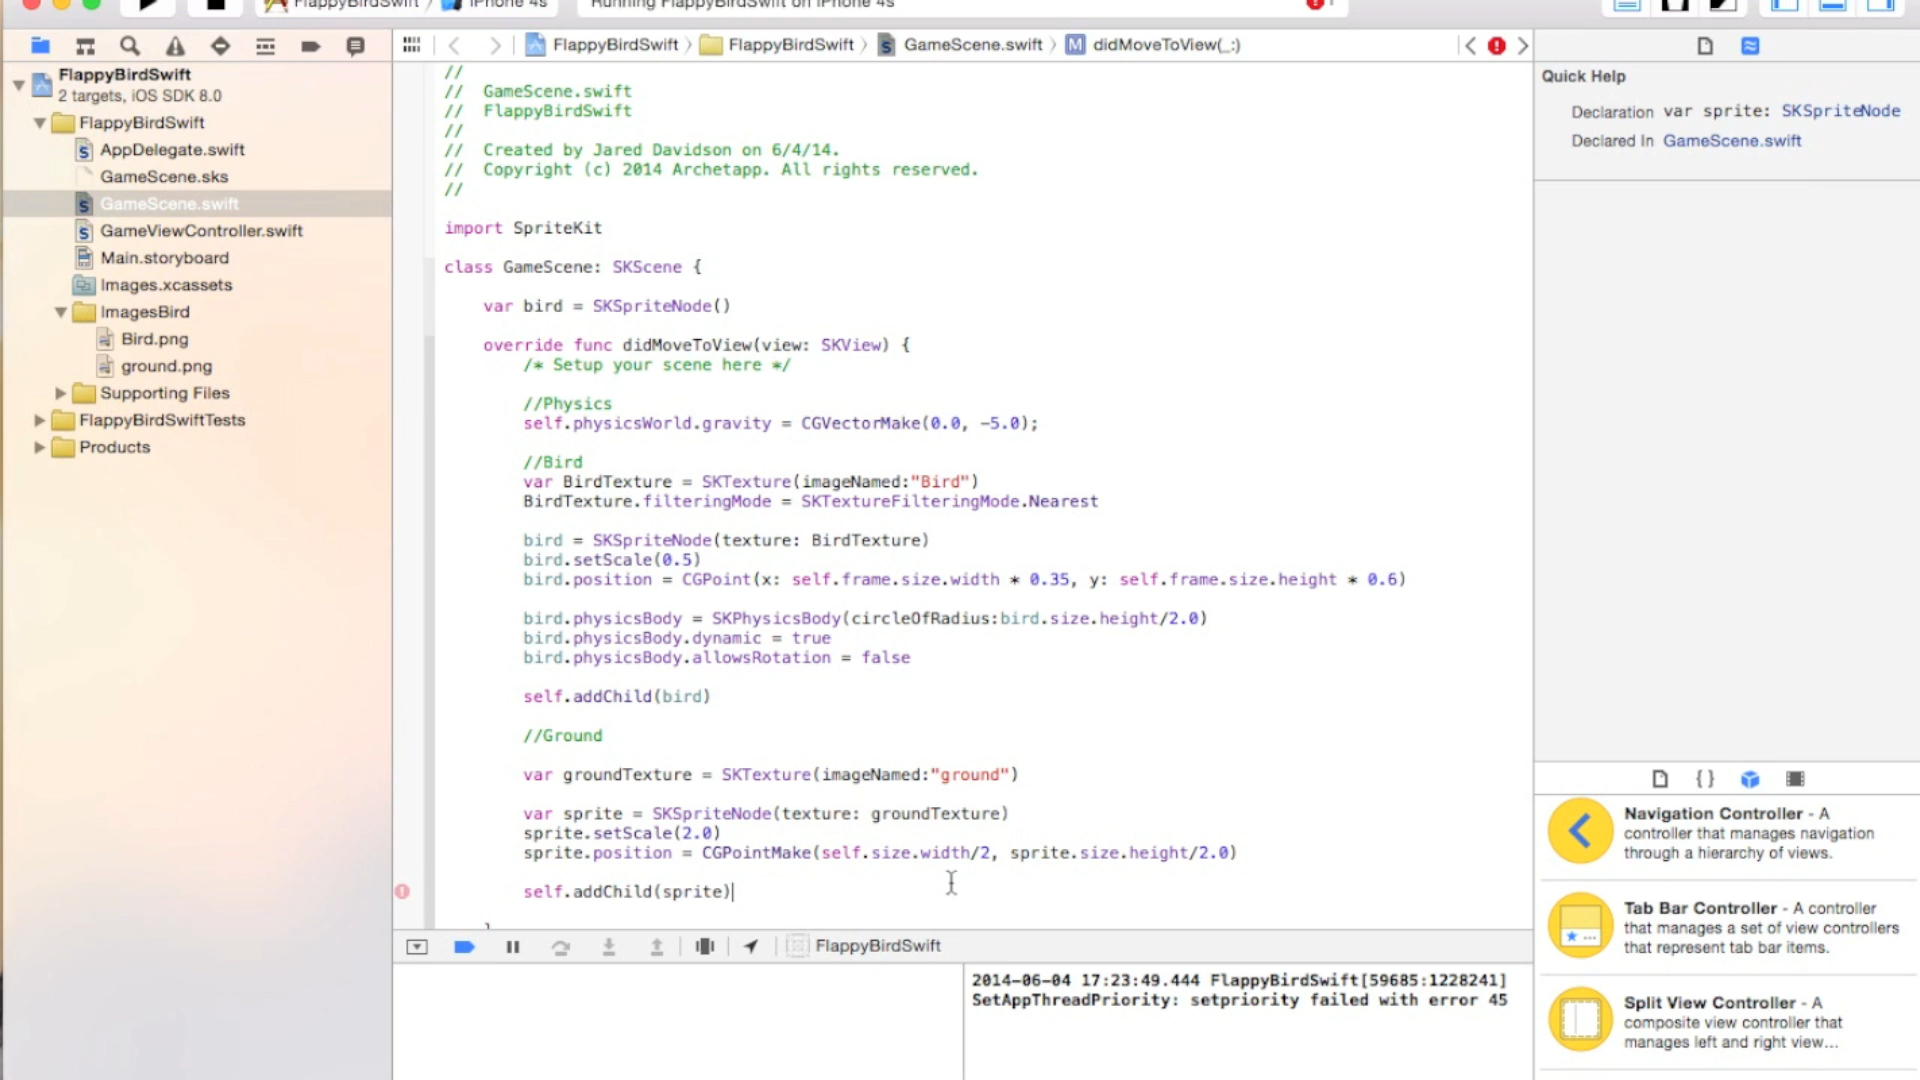 FlappyBirdSwift iPhone 4s Running FlappyBirdSwift on iPhone 4s 1
FlappyBirdSwift FlappyBirdSwift GameScene.swift M didMoveToView(_:)
FlappyBirdSwift
2 targets, iOS SDK 8.0
FlappyBirdSwift
AppDelegate.swift
GameScene.sks
GameScene.swift
GameViewController.swift
Main.storyboard
Images.xcassets
ImagesBird
Bird.png
ground.png
Supporting Files
FlappyBirdSwiftTests
Products
//
// GameScene.swift
// FlappyBirdSwift
//
// Created by Jared Davidson on 6/4/14.
// Copyright (c) 2014 Archetapp. All rights reserved.
//
import SpriteKit
class GameScene: SKScene {
var bird = SKSpriteNode()
override func didMoveToView(view: SKView) {
/* Setup your scene here */
//Physics
self.physicsWorld.gravity = CGVectorMake(0.0, -5.0);
//Bird
var BirdTexture = SKTexture(imageNamed:"Bird")
BirdTexture.filteringMode = SKTextureFilteringMode.Nearest
bird = SKSpriteNode(texture: BirdTexture)
bird.setScale(0.5)
bird.position = CGPoint(x: self.frame.size.width * 0.35, y: self.frame.size.height * 0.6)
bird.physicsBody = SKPhysicsBody(circleOfRadius:bird.size.height/2.0)
bird.physicsBody.dynamic = true
bird.physicsBody.allowsRotation = false
self.addChild(bird)
//Ground
var groundTexture = SKTexture(imageNamed:"ground")
var sprite = SKSpriteNode(texture: groundTexture)
sprite.setScale(2.0)
sprite.position = CGPointMake(self.size.width/2, sprite.size.height/2.0)
self.addChild(sprite)
}
FlappyBirdSwift
2014-06-04 17:23:49.444 FlappyBirdSwift[59685:1228241]
SetAppThreadPriority: setpriority failed with error 45
Quick Help
Declaration var sprite: SKSpriteNode
Declared In GameScene.swift
{ }
Navigation Controller - A
controller that manages navigation
through a hierarchy of views.
Tab Bar Controller - A controller
that manages a set of view controllers
that represent tab bar items.
Split View Controller - A
composite view controller that
manages left and right view...